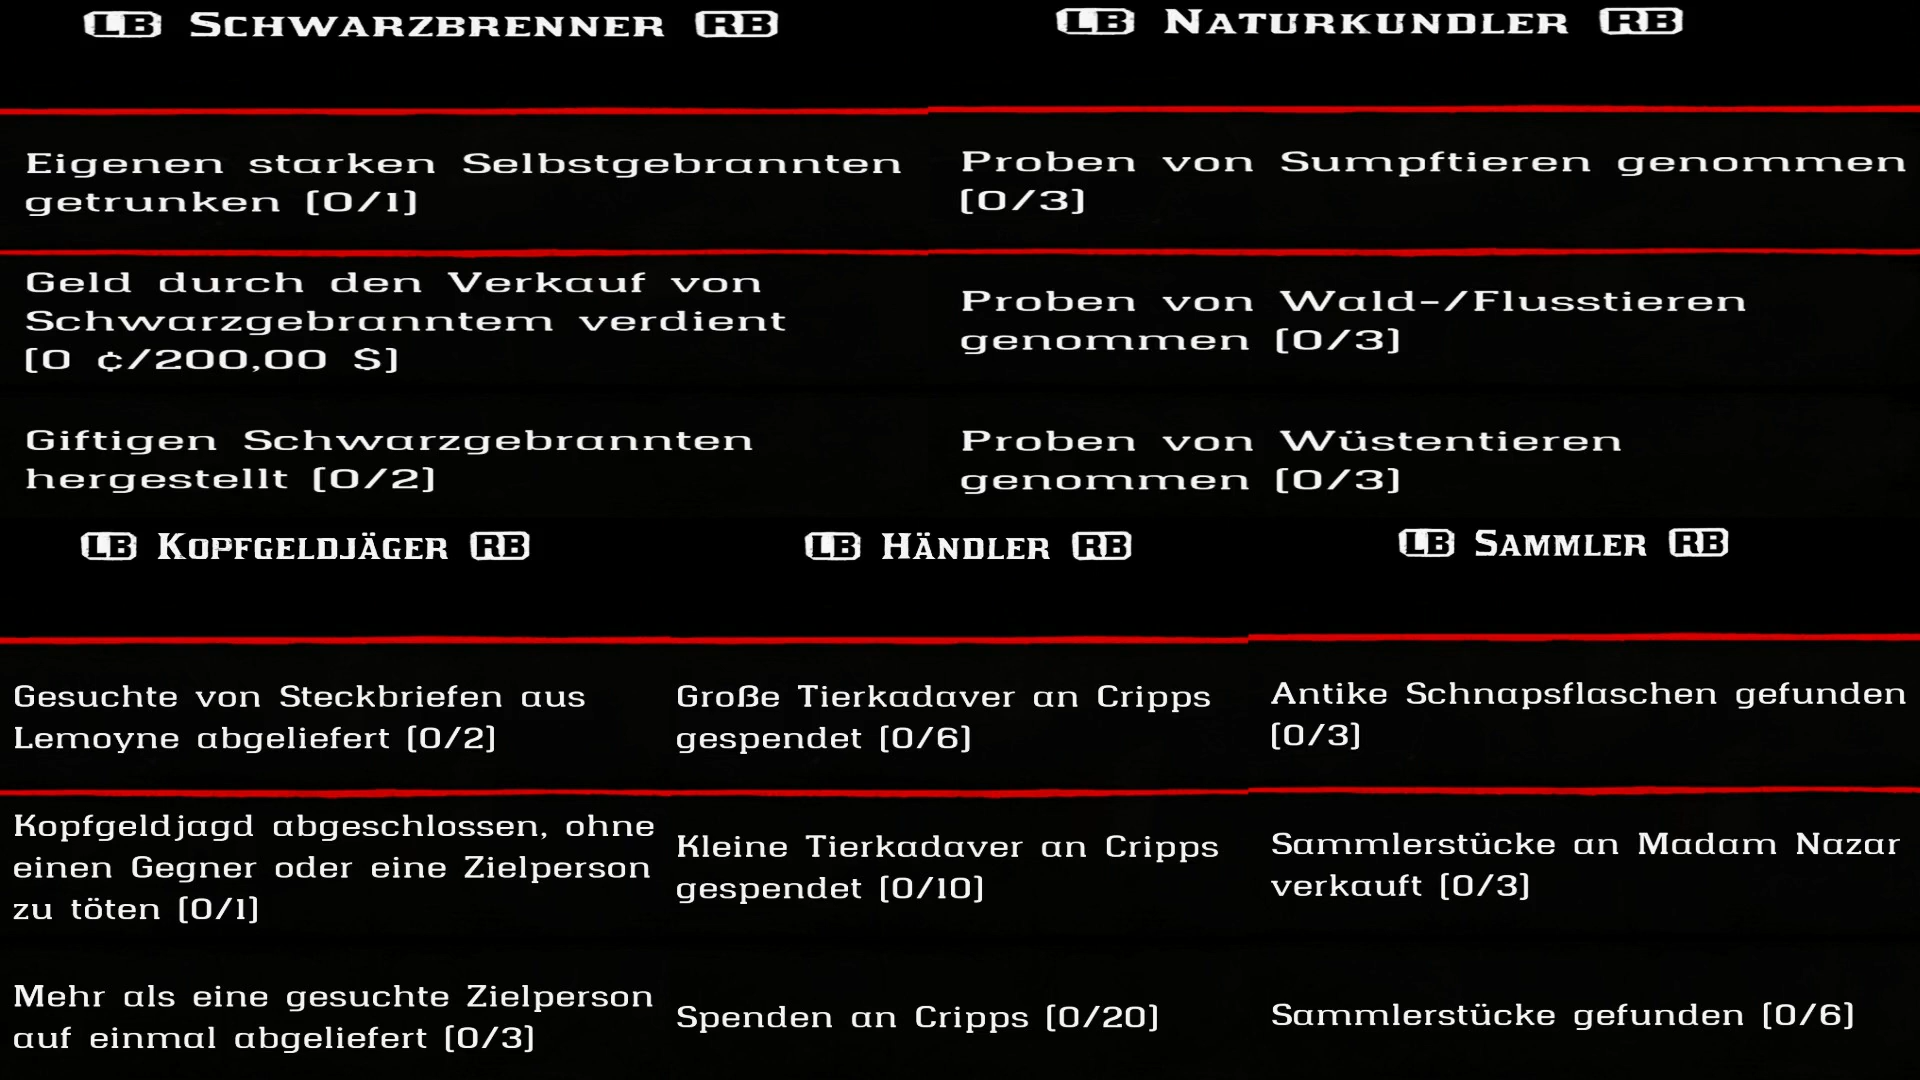 LB SCHWARZBRENNER RB
Eigenen starken Selbstgebrannten
getrunken [0/1]
Geld durch den Verkauf von
Schwarzgebranntem verdient
[0 ¢/200,00 $]
Giftigen Schwarzgebrannten
hergestellt [0/2]
LB NATURKUNDLER RB
Proben von Sumpftieren genommen
[0/3]
Proben von Wald-/Flusstieren
genommen [0/3]
Proben von Wüstentieren
genommen [0/3]
LB KOPFGELDJÄGER RB
Gesuchte von Steckbriefen aus
Lemoyne abgeliefert [0/2]
Kopfgeldjagd abgeschlossen, ohne
einen Gegner oder eine Zielperson
zu töten [0/1]
Mehr als eine gesuchte Zielperson
auf einmal abgeliefert [0/3]
LB HÄNDLER RB
Große Tierkadaver an Cripps
gespendet [0/6]
Kleine Tierkadaver an Cripps
gespendet [0/10]
Spenden an Cripps [0/20]
LB SAMMLER RB
Antike Schnapsflaschen gefunden
[0/3]
Sammlerstücke an Madam Nazar
verkauft [0/3]
Sammlerstücke gefunden [0/6]